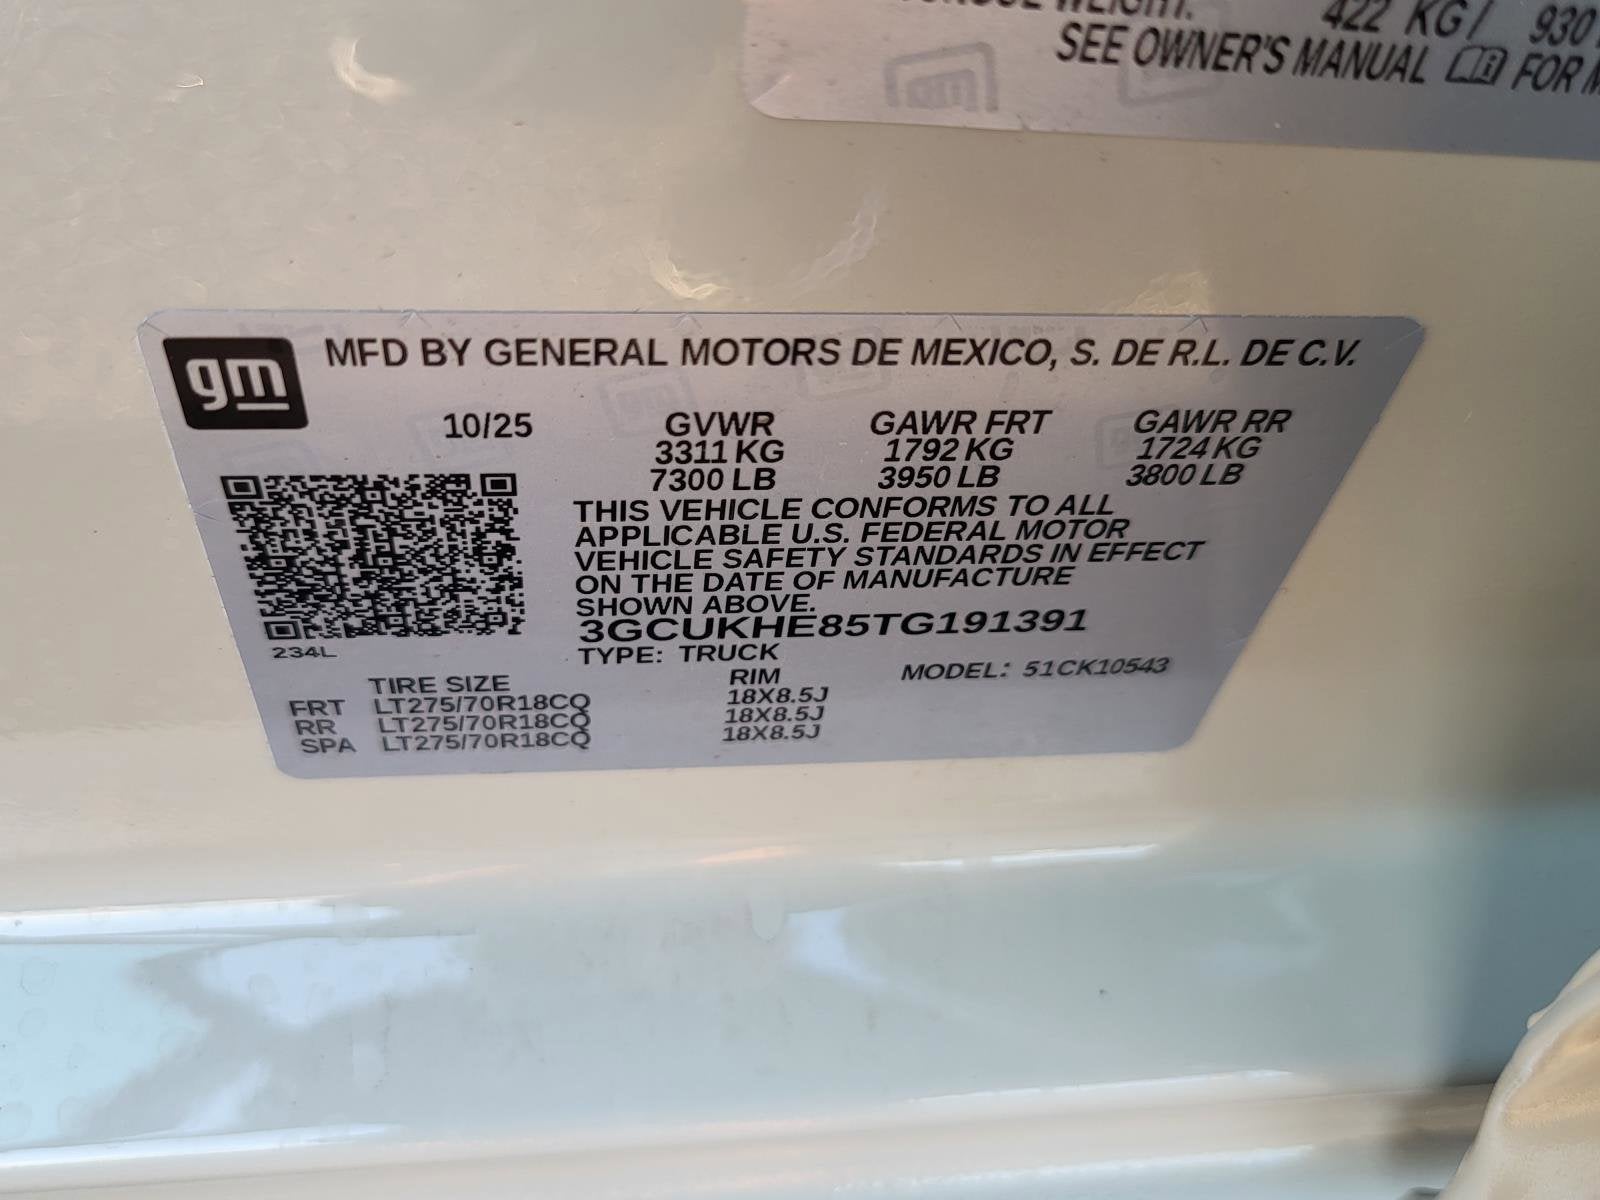 422 KG / 930
SEE OWNER'S MANUAL FOR
gm MFD BY GENERAL MOTORS DE MEXICO, S. DE R.L. DE C.V.
10/25 GVWR GAWR FRT GAWR RR
3311 KG 1792 KG 1724 KG
7300 LB 3950 LB 3800 LB
THIS VEHICLE CONFORMS TO ALL
APPLICABLE U.S. FEDERAL MOTOR
VEHICLE SAFETY STANDARDS IN EFFECT
ON THE DATE OF MANUFACTURE
SHOWN ABOVE.
3GCUKHE85TG191391
234L
TYPE: TRUCK
MODEL: 51CK10543
TIRE SIZE RIM
FRT LT275/70R18CQ 18X8.5J
RR LT275/70R18CQ 18X8.5J
SPA LT275/70R18CQ 18X8.5J